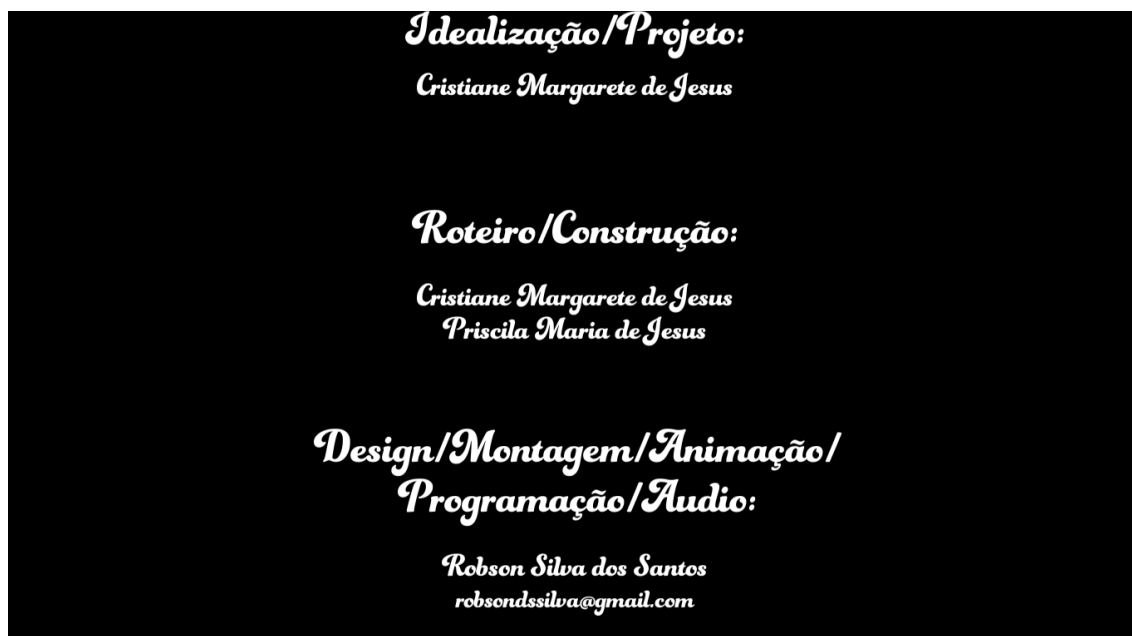 Idealização/Projeto:
Cristiane Margarete de Jesus
Roteiro/Construção:
Cristiane Margarete de Jesus
Priscila Maria de Jesus
Design/Montagem/Animação/
Programação/Audio:
Robson Silva dos Santos
robsondssilva@gmail.com